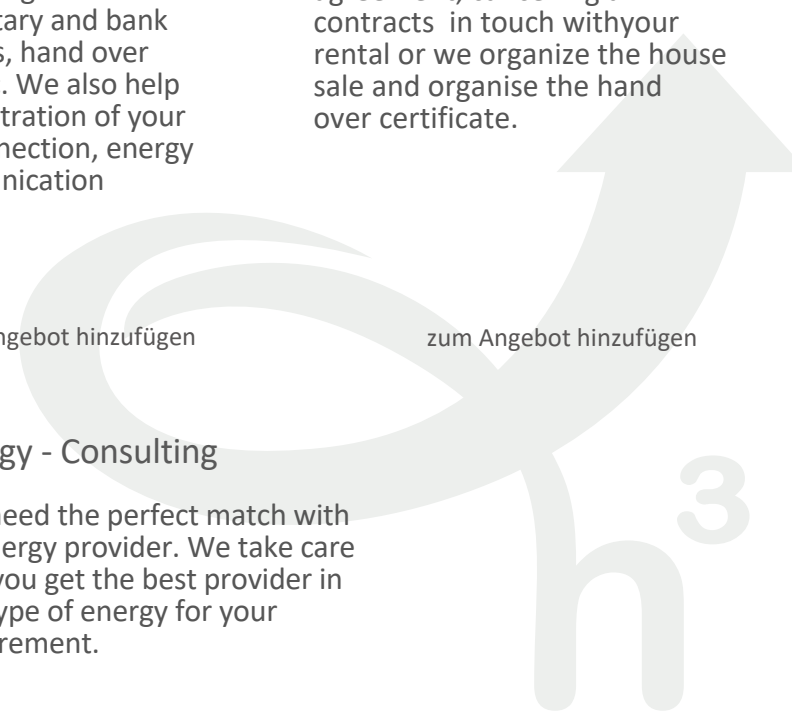 tary and bank
s, hand over
. We also help
tration of your
nection, energy
nication
contracts  in touch withyour
rental or we organize the house
sale and organise the hand
over certificate.
ngebot hinzufügen
zum Angebot hinzufügen
gy - Consulting
need the perfect match with
ergy provider. We take care
you get the best provider in
ype of energy for your
rement.
h³